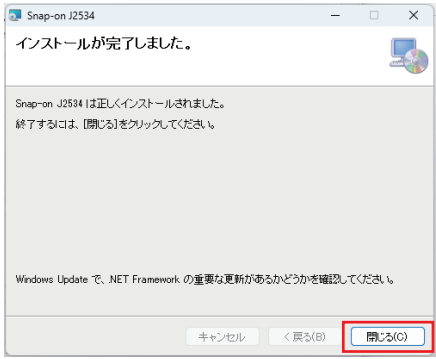 Snap-on J2534
インストールが完了しました。
Snap-on J2534 は正しくインストールされました。
終了するには、[閉じる]をクリックしてください。
Windows Update で、.NET Framework の重要な更新があるかどうかを確認してください。
キャンセル
< 戻る(B)
閉じる(C)